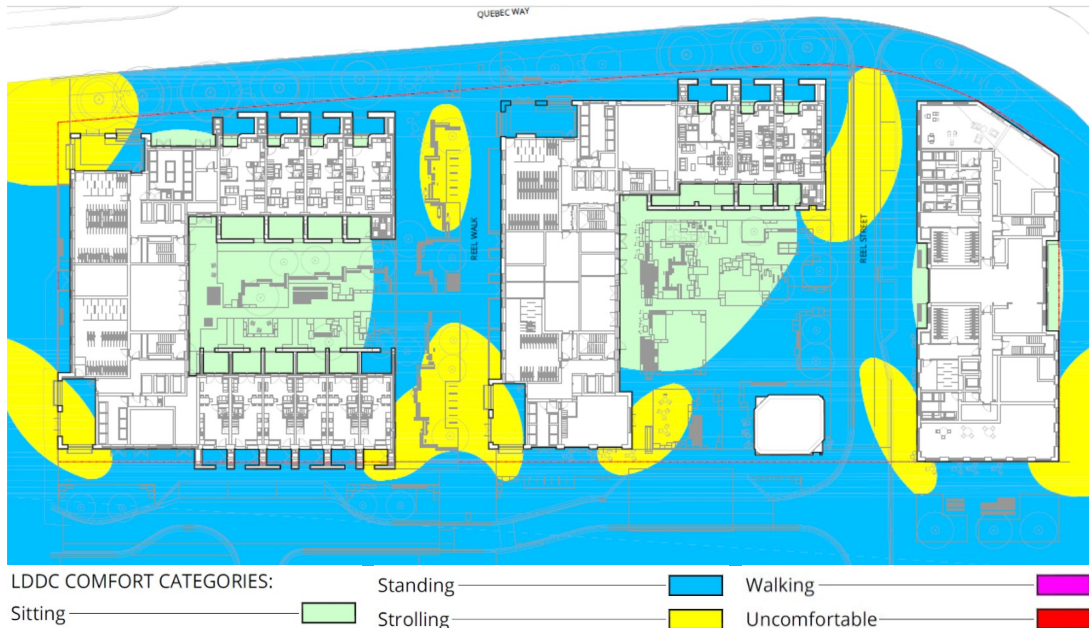 QUEBEC WAY
REEL WALK
REEL STREET
LDDC COMFORT CATEGORIES:
Sitting
Standing
Strolling
Walking
Uncomfortable